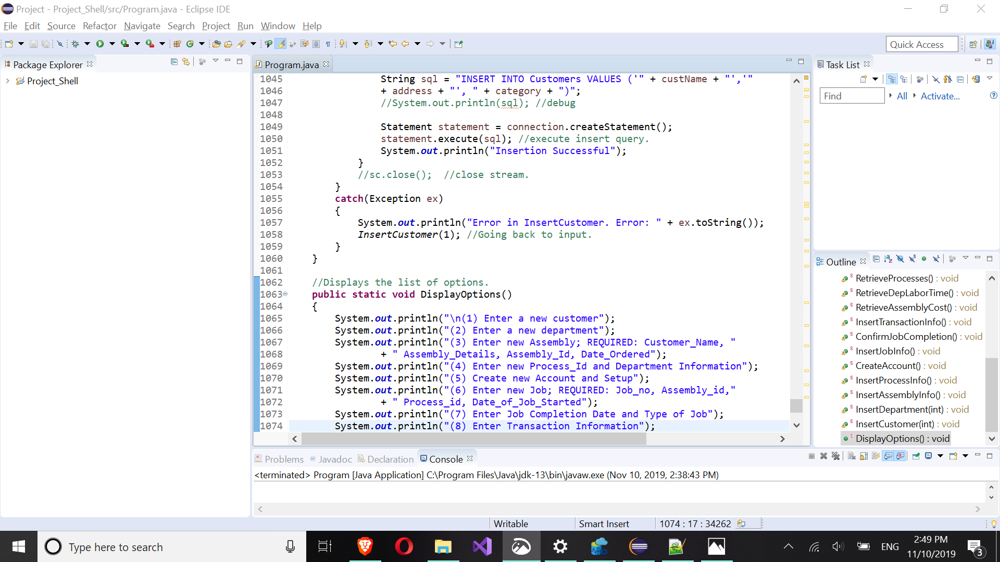 Project - Project_Shell/src/Program.java - Eclipse IDE
File Edit Source Refactor Navigate Search Project Run Window Help
Quick Access
Package Explorer
Project_Shell
Program.java
1045 String sql = "INSERT INTO Customers VALUES ('" + custName + "','"
1046 + address + "', " + category + ")";
1047 //System.out.println(sql); //debug
1048
1049 Statement statement = connection.createStatement();
1050 statement.execute(sql); //execute insert query.
1051 System.out.println("Insertion Successful");
1052 }
1053 //sc.close(); //close stream.
1054 }
1055 catch(Exception ex)
1056 {
1057 System.out.println("Error in InsertCustomer. Error: " + ex.toString());
1058 InsertCustomer(1); //Going back to input.
1059 }
1060 }
1061
1062 //Displays the list of options.
1063 public static void DisplayOptions()
1064 {
1065 System.out.println("\n(1) Enter a new customer");
1066 System.out.println("(2) Enter a new department");
1067 System.out.println("(3) Enter new Assembly; REQUIRED: Customer_Name, "
1068 + " Assembly_Details, Assembly_Id, Date_Ordered");
1069 System.out.println("(4) Enter new Process_Id and Department Information");
1070 System.out.println("(5) Create new Account and Setup");
1071 System.out.println("(6) Enter new Job; REQUIRED: Job_no, Assembly_id,"
1072 + " Process_id, Date_of_Job_Started");
1073 System.out.println("(7) Enter Job Completion Date and Type of Job");
1074 System.out.println("(8) Enter Transaction Information");
Task List
Find All Activate...
Outline
RetrieveProcesses() : void
RetrieveDepLaborTime() : void
RetrieveAssemblyCost() : void
InsertTransactionInfo() : void
ConfirmJobCompletion() : void
InsertJobInfo() : void
CreateAccount() : void
InsertProcessInfo() : void
InsertAssemblyInfo() : void
InsertDepartment(int) : void
InsertCustomer(int) : void
DisplayOptions() : void
Problems @ Javadoc Declaration Console
<terminated> Program [Java Application] C:\Program Files\Java\jdk-13\bin\javaw.exe (Nov 10, 2019, 2:38:43 PM)
Writable Smart Insert 1074 : 17 : 34262
Type here to search
ENG
2:49 PM
11/10/2019
3